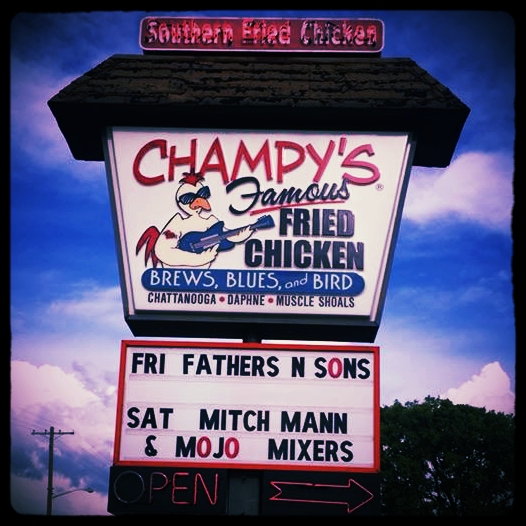 Southern Fried Chicken
CHAMPY'S®
Famous
FRIED
CHICKEN
BREWS, BLUES, and BIRD
CHATTANOOGA • DAPHNE • MUSCLE SHOALS
FRI FATHERS N SONS
SAT MITCH MANN
& MOJO MIXERS
OPEN